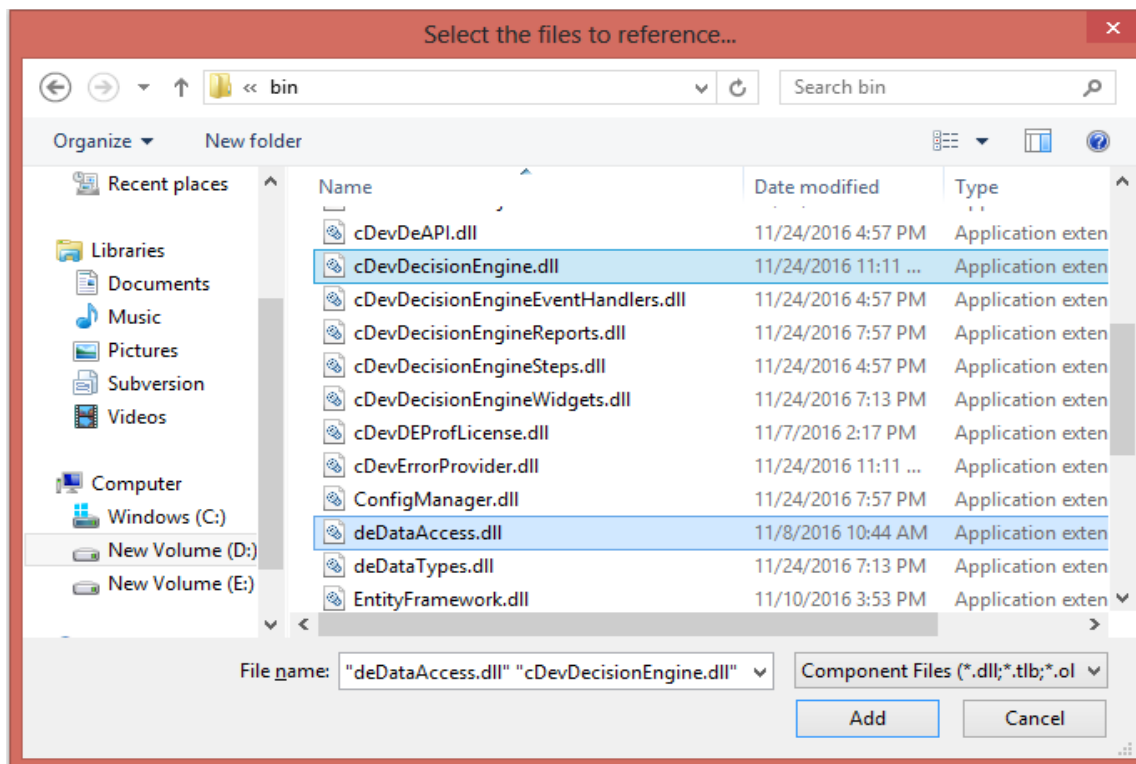 Select the files to reference...
« bin
Search bin
Organize
New folder
Recent places
Libraries
Documents
Music
Pictures
Subversion
Videos
Computer
Windows (C:)
New Volume (D:)
New Volume (E:)
Name Date modified Type
cDevDeAPI.dll 11/24/2016 4:57 PM Application exten
cDevDecisionEngine.dll 11/24/2016 11:11 ... Application exten
cDevDecisionEngineEventHandlers.dll 11/24/2016 4:57 PM Application exten
cDevDecisionEngineReports.dll 11/24/2016 7:57 PM Application exten
cDevDecisionEngineSteps.dll 11/24/2016 4:57 PM Application exten
cDevDecisionEngineWidgets.dll 11/24/2016 7:13 PM Application exten
cDevDEProfLicense.dll 11/7/2016 2:17 PM Application exten
cDevErrorProvider.dll 11/24/2016 11:11 ... Application exten
ConfigManager.dll 11/24/2016 7:57 PM Application exten
deDataAccess.dll 11/8/2016 10:44 AM Application exten
deDataTypes.dll 11/24/2016 7:13 PM Application exten
EntityFramework.dll 11/10/2016 3:53 PM Application exten
File name: "deDataAccess.dll" "cDevDecisionEngine.dll"
Component Files (*.dll;*.tlb;*.ol
Add
Cancel